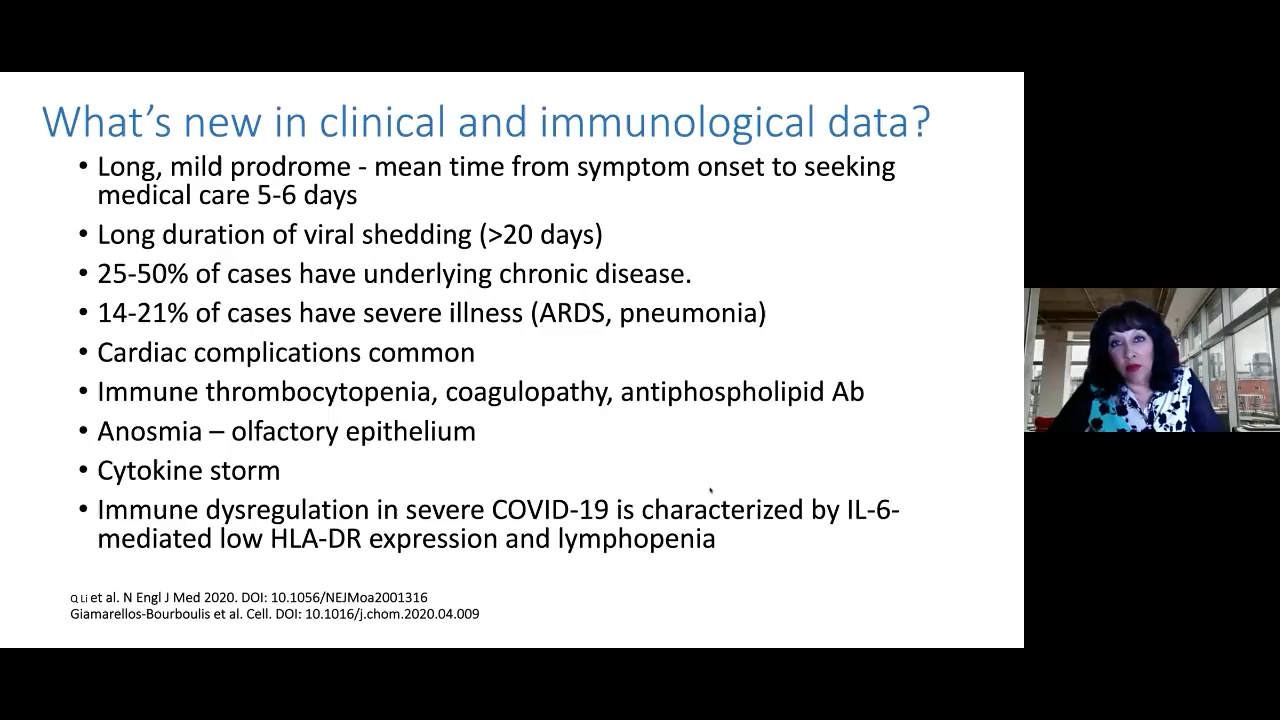 What's new in clinical and immunological data?
• Long, mild prodrome - mean time from symptom onset to seeking
medical care 5-6 days
• Long duration of viral shedding (>20 days)
• 25-50% of cases have underlying chronic disease.
• 14-21% of cases have severe illness (ARDS, pneumonia)
• Cardiac complications common
• Immune thrombocytopenia, coagulopathy, antiphospholipid Ab
• Anosmia – olfactory epithelium
• Cytokine storm
• Immune dysregulation in severe COVID-19 is characterized by IL-6-
mediated low HLA-DR expression and lymphopenia
Q Li et al. N Engl J Med 2020. DOI: 10.1056/NEJMoa2001316
Giamarellos-Bourboulis et al. Cell. DOI: 10.1016/j.chom.2020.04.009